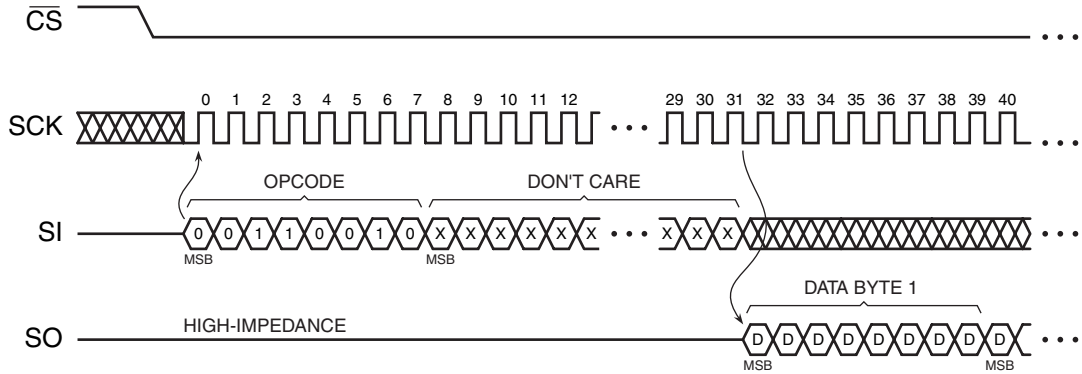 CS
0 1 2 3 4 5 6 7 8 9 10 11 12 29 30 31 32 33 34 35 36 37 38 39 40
SCK
OPCODE DON'T CARE
SI 0 0 1 1 0 0 1 0 X X X X X X X X X
MSB MSB
DATA BYTE 1
HIGH-IMPEDANCE
SO D D D D D D D D D
MSB MSB